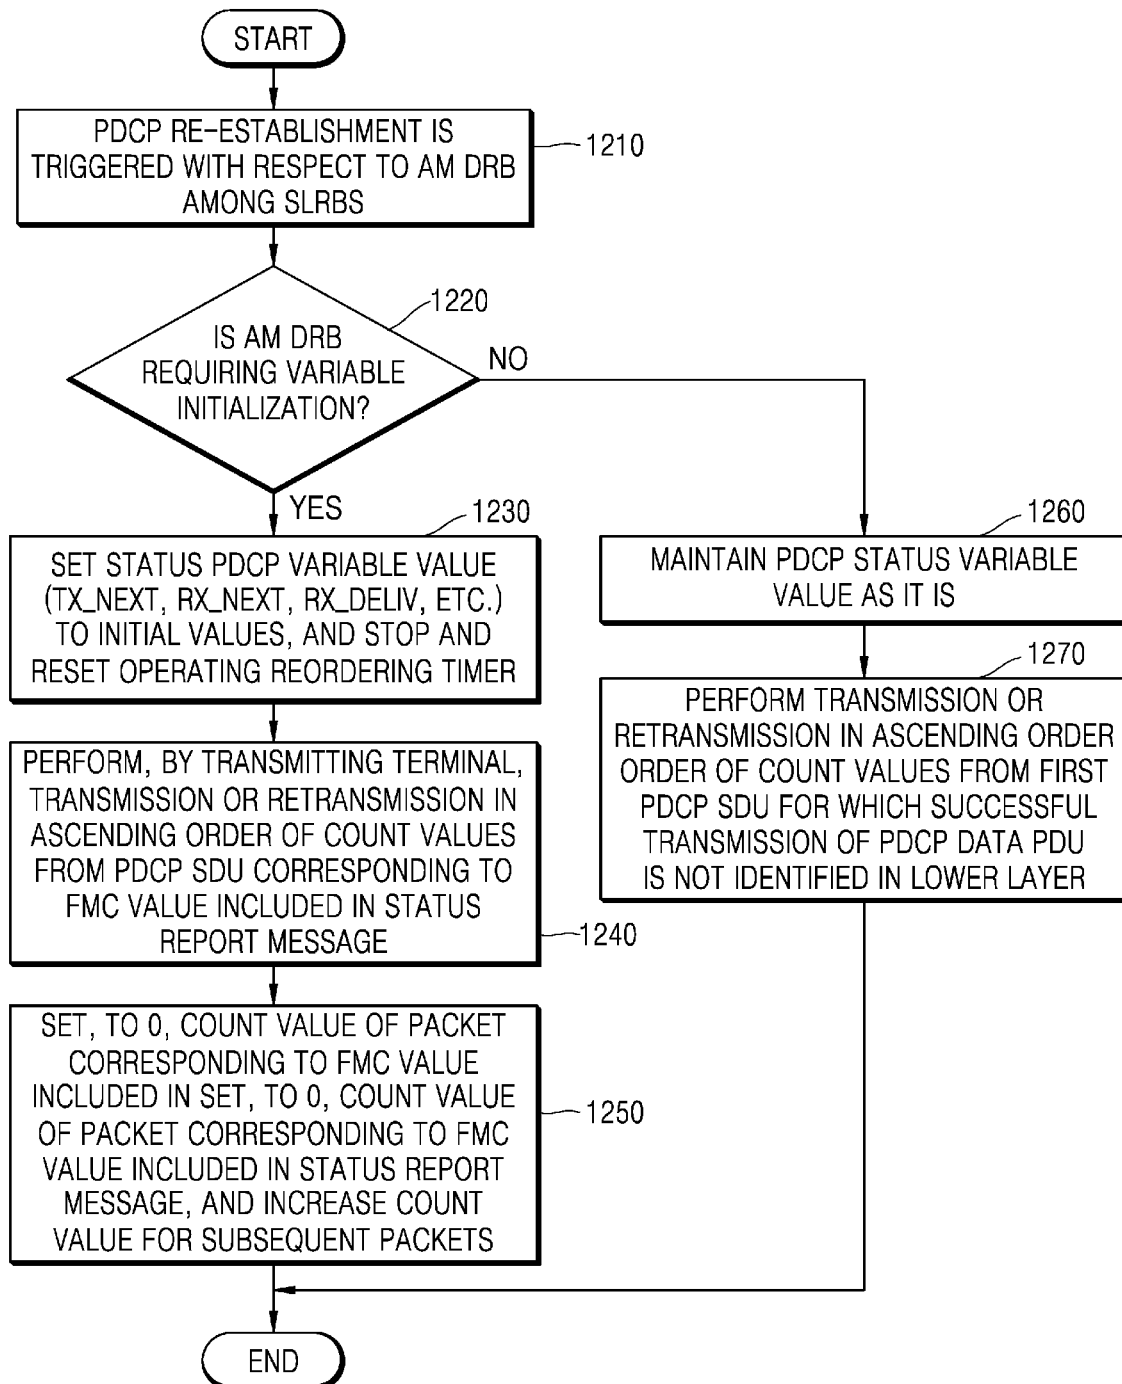 START
PDCP RE-ESTABLISHMENT IS
TRIGGERED WITH RESPECT TO AM DRB
AMONG SLRBS
1210
IS AM DRB
REQUIRING VARIABLE
INITIALIZATION?
1220
NO
YES
1230
SET STATUS PDCP VARIABLE VALUE
(TX_NEXT, RX_NEXT, RX_DELIV, ETC.)
TO INITIAL VALUES, AND STOP AND
RESET OPERATING REORDERING TIMER
PERFORM, BY TRANSMITTING TERMINAL,
TRANSMISSION OR RETRANSMISSION IN
ASCENDING ORDER OF COUNT VALUES
FROM PDCP SDU CORRESPONDING TO
FMC VALUE INCLUDED IN STATUS
REPORT MESSAGE
1240
SET, TO 0, COUNT VALUE OF PACKET
CORRESPONDING TO FMC VALUE
INCLUDED IN SET, TO 0, COUNT VALUE
OF PACKET CORRESPONDING TO FMC
VALUE INCLUDED IN STATUS REPORT
MESSAGE, AND INCREASE COUNT
VALUE FOR SUBSEQUENT PACKETS
1250
1260
MAINTAIN PDCP STATUS VARIABLE
VALUE AS IT IS
1270
PERFORM TRANSMISSION OR
RETRANSMISSION IN ASCENDING ORDER
ORDER OF COUNT VALUES FROM FIRST
PDCP SDU FOR WHICH SUCCESSFUL
TRANSMISSION OF PDCP DATA PDU
IS NOT IDENTIFIED IN LOWER LAYER
END